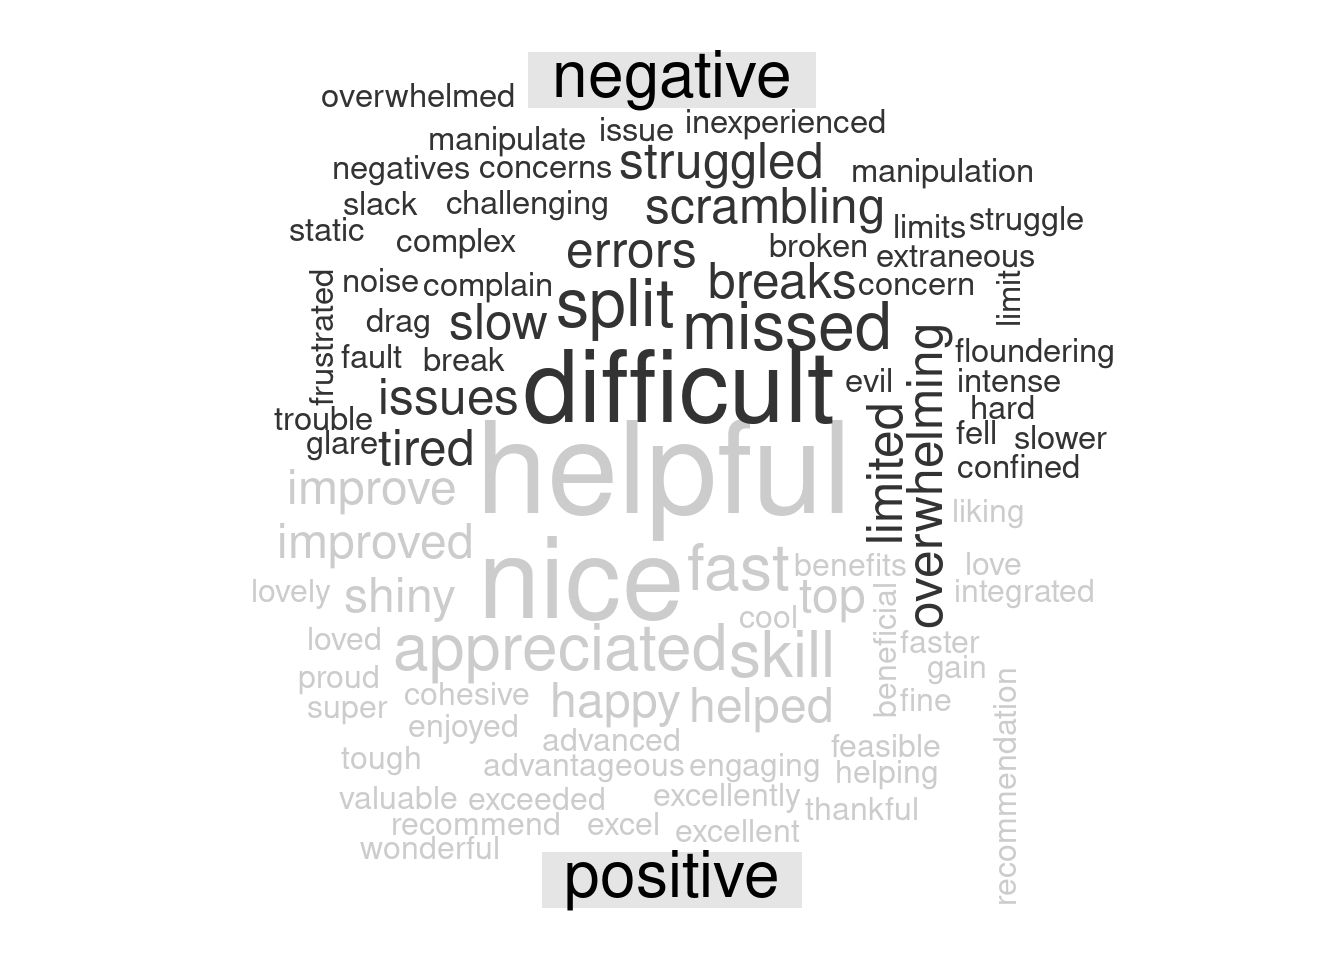 negative
overwhelmed
manipulate issue inexperienced
negatives concerns struggled manipulation
slack challenging scrambling limits struggle
static complex errors broken extraneous
noise complain split breaks concern limit
frustrated drag slow missed
fault break difficult evil overwhelming floundering
issues limited intense
trouble hard
glare tired fell slower
helpful confined
improve liking
improved nice fast benefits love
lovely shiny top integrated
cool beneficial
loved appreciated skill faster
proud gain
super cohesive happy helped fine recommendation
enjoyed advanced feasible
tough advantageous engaging helping
valuable exceeded excellently thankful
recommend excel excellent
wonderful
positive